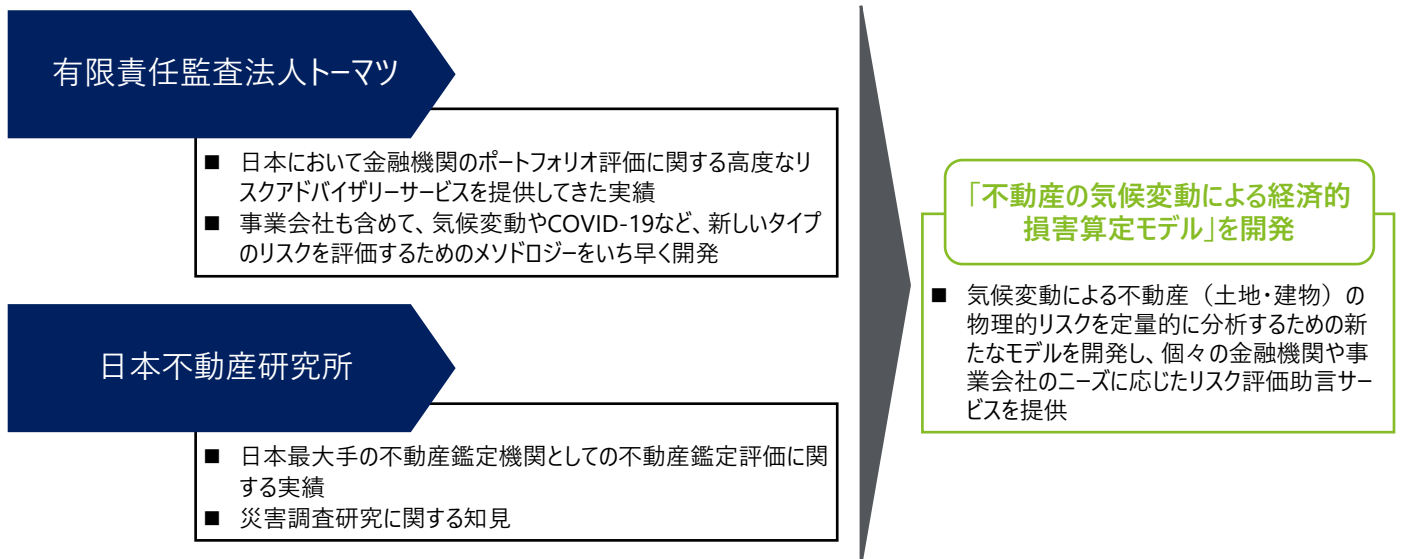 有限責任監査法人トーマツ
■ 日本において金融機関のポートフォリオ評価に関する高度なリ
スクアドバイザリーサービスを提供してきた実績
■ 事業会社も含めて、気候変動やCOVID-19など、新しいタイプ
のリスクを評価するためのメソドロジーをいち早く開発
日本不動産研究所
■ 日本最大手の不動産鑑定機関としての不動産鑑定評価に関
する実績
■ 災害調査研究に関する知見
「不動産の気候変動による経済的
損害算定モデル」を開発
■ 気候変動による不動産（土地・建物）の
物理的リスクを定量的に分析するための新
たなモデルを開発し、個々の金融機関や事
業会社のニーズに応じたリスク評価助言サー
ビスを提供